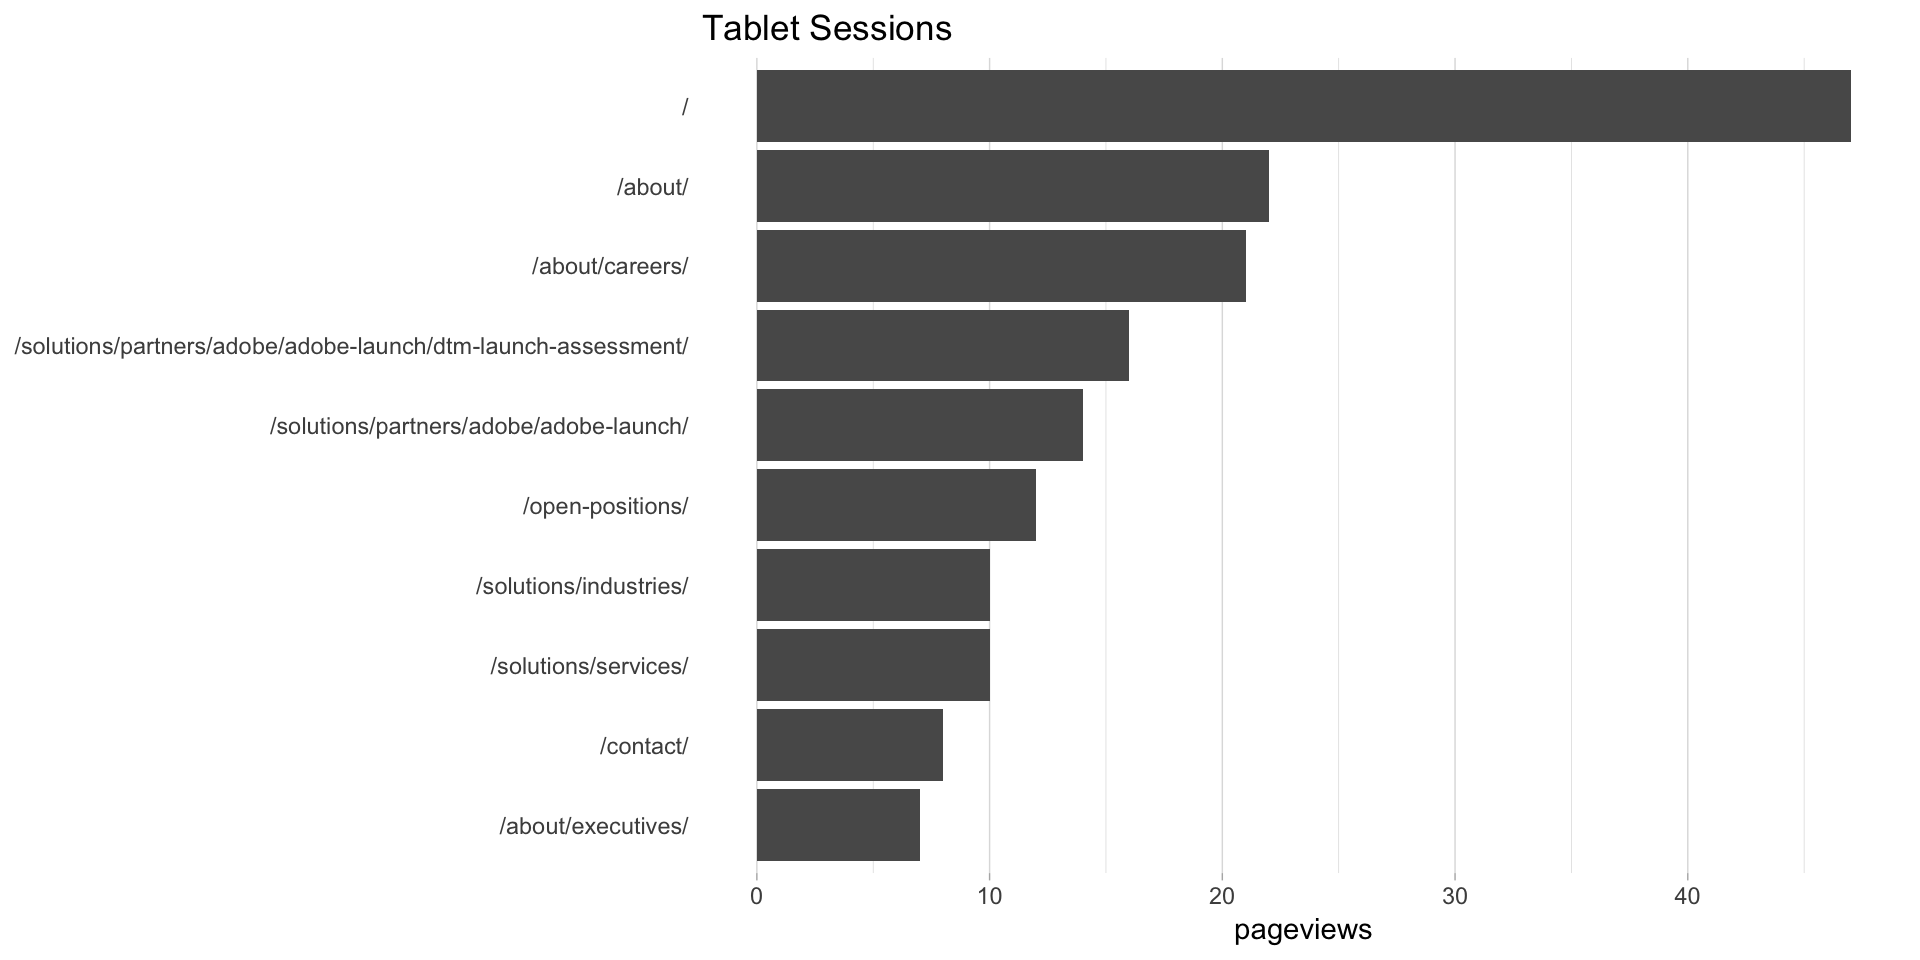 Tablet Sessions
/
/about/
/about/careers/
/solutions/partners/adobe/adobe-launch/dtm-launch-assessment/
/solutions/partners/adobe/adobe-launch/
/open-positions/
/solutions/industries/
/solutions/services/
/contact/
/about/executives/
0 10 20 30 40
pageviews